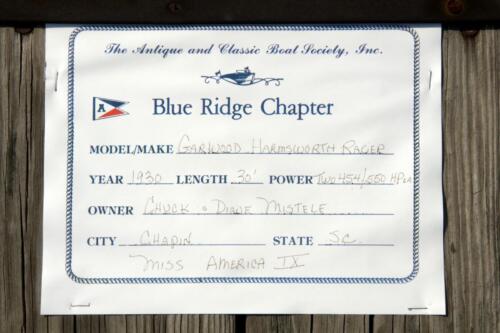 The Antique and Classic Boat Society, Inc.
A
Blue Ridge Chapter
MODEL/MAKE GARWOOD HARMSWORTH RACER
YEAR 1930 LENGTH 30' POWER TWO 454/550 HP
OWNER CHUCK & DIANE MISTELE
CITY CHAPIN STATE SC
MISS AMERICA IX